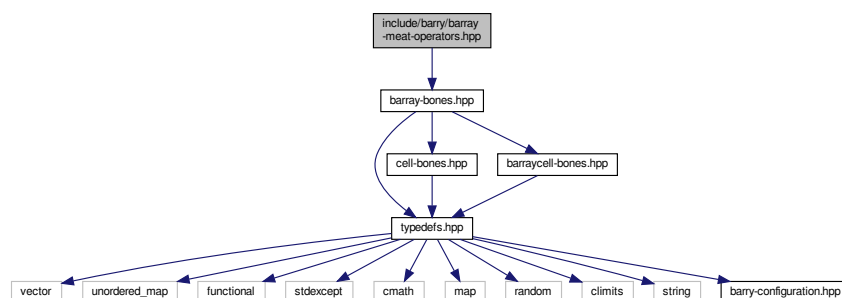 include/barry/barray
-meat-operators.hpp
barray-bones.hpp
cell-bones.hpp
barraycell-bones.hpp
typedefs.hpp
vector
unordered_map
functional
stdexcept
cmath
map
random
climits
string
barry-configuration.hpp